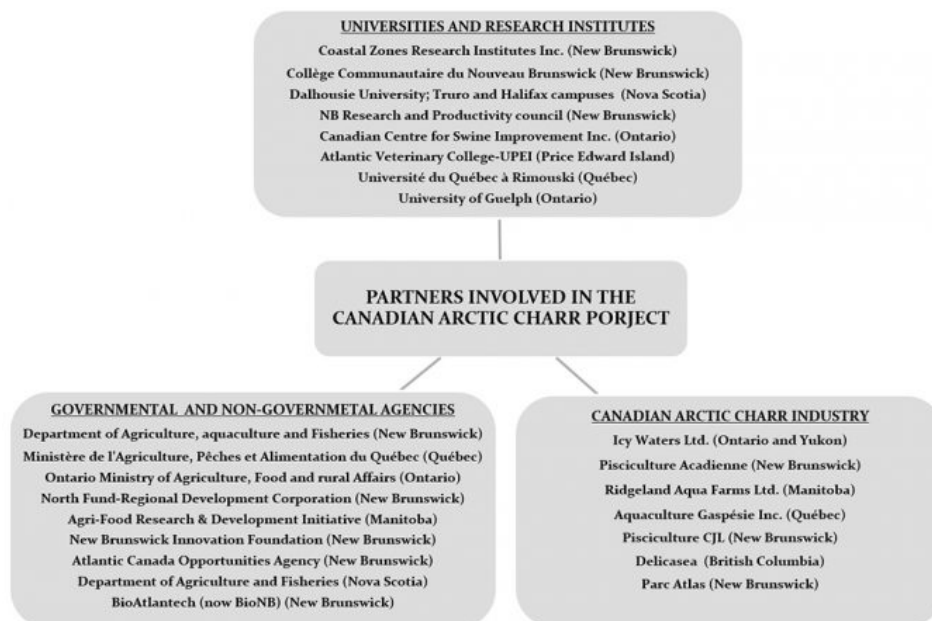 UNIVERSITIES AND RESEARCH INSTITUTES
Coastal Zones Research Institutes Inc. (New Brunswick)
Collège Communautaire du Nouveau Brunswick (New Brunswick)
Dalhousie University; Truro and Halifax campuses (Nova Scotia)
NB Research and Productivity council (New Brunswick)
Canadian Centre for Swine Improvement Inc. (Ontario)
Atlantic Veterinary College-UPEI (Price Edward Island)
Université du Québec à Rimouski (Québec)
University of Guelph (Ontario)
PARTNERS INVOLVED IN THE
CANADIAN ARCTIC CHARR PORJECT
GOVERNMENTAL AND NON-GOVERNMETAL AGENCIES
Department of Agriculture, aquaculture and Fisheries (New Brunswick)
Ministère de l'Agriculture, Pêches et Alimentation du Québec (Québec)
Ontario Ministry of Agriculture, Food and rural Affairs (Ontario)
North Fund-Regional Development Corporation (New Brunswick)
Agri-Food Research & Development Initiative (Manitoba)
New Brunswick Innovation Foundation (New Brunswick)
Atlantic Canada Opportunities Agency (New Brunswick)
Department of Agriculture and Fisheries (Nova Scotia)
BioAtlantech (now BioNB) (New Brunswick)
CANADIAN ARCTIC CHARR INDUSTRY
Icy Waters Ltd. (Ontario and Yukon)
Pisciculture Acadienne (New Brunswick)
Ridgeland Aqua Farms Ltd. (Manitoba)
Aquaculture Gaspésie Inc. (Québec)
Pisciculture CJL (New Brunswick)
Delicasea (British Columbia)
Parc Atlas (New Brunswick)